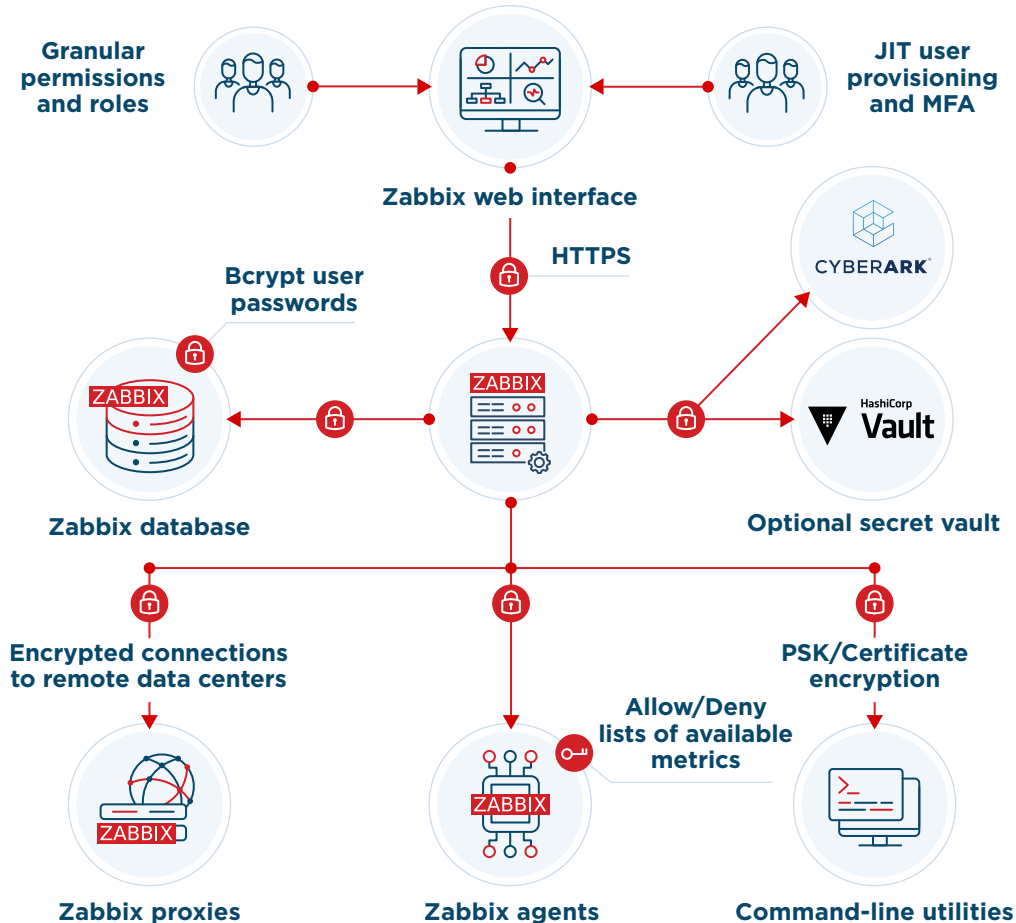 Granular
permissions
and roles
JIT user
provisioning
and MFA
Zabbix web interface
HTTPS
Bcrypt user
passwords
CYBERARK®
ZABBIX
ZABBIX
HashiCorp
Vault
Zabbix database
Optional secret vault
Encrypted connections
to remote data centers
PSK/Certificate
encryption
Allow/Deny
lists of available
metrics
ZABBIX
ZABBIX
Zabbix proxies
Zabbix agents
Command-line utilities